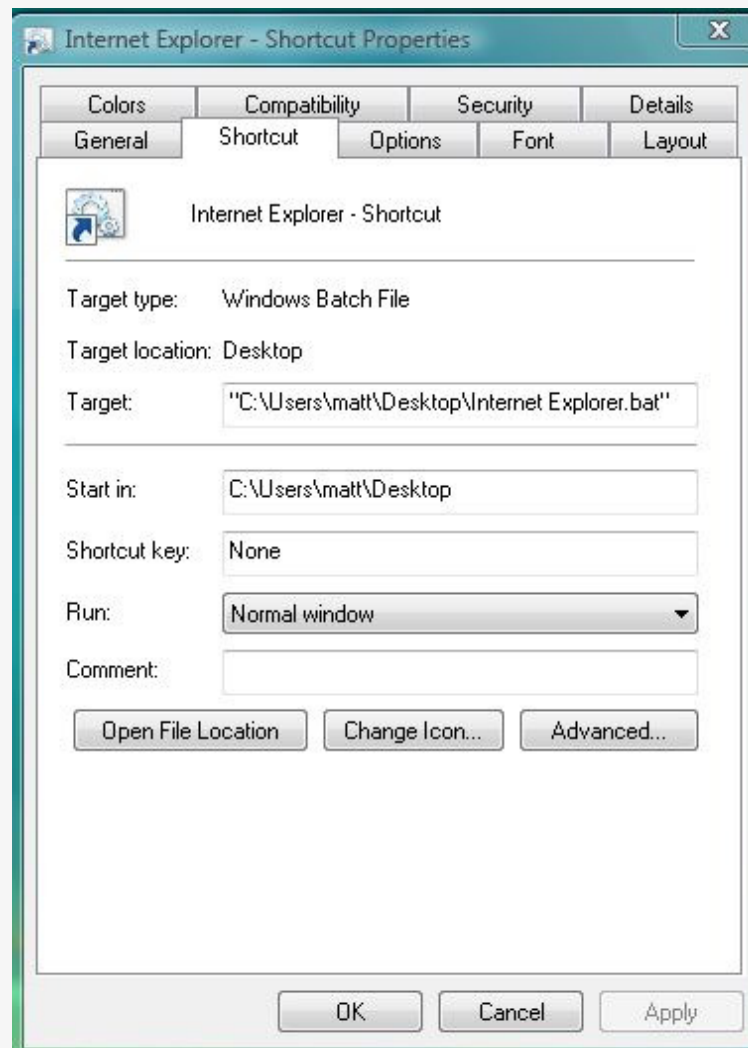 Internet Explorer - Shortcut Properties
Colors Compatibility Security Details
General Shortcut Options Font Layout
Internet Explorer - Shortcut
Target type: Windows Batch File
Target location: Desktop
Target: "C:\Users\matt\Desktop\Internet Explorer.bat"
Start in: C:\Users\matt\Desktop
Shortcut key: None
Run: Normal window
Comment:
Open File Location Change Icon... Advanced...
OK Cancel Apply